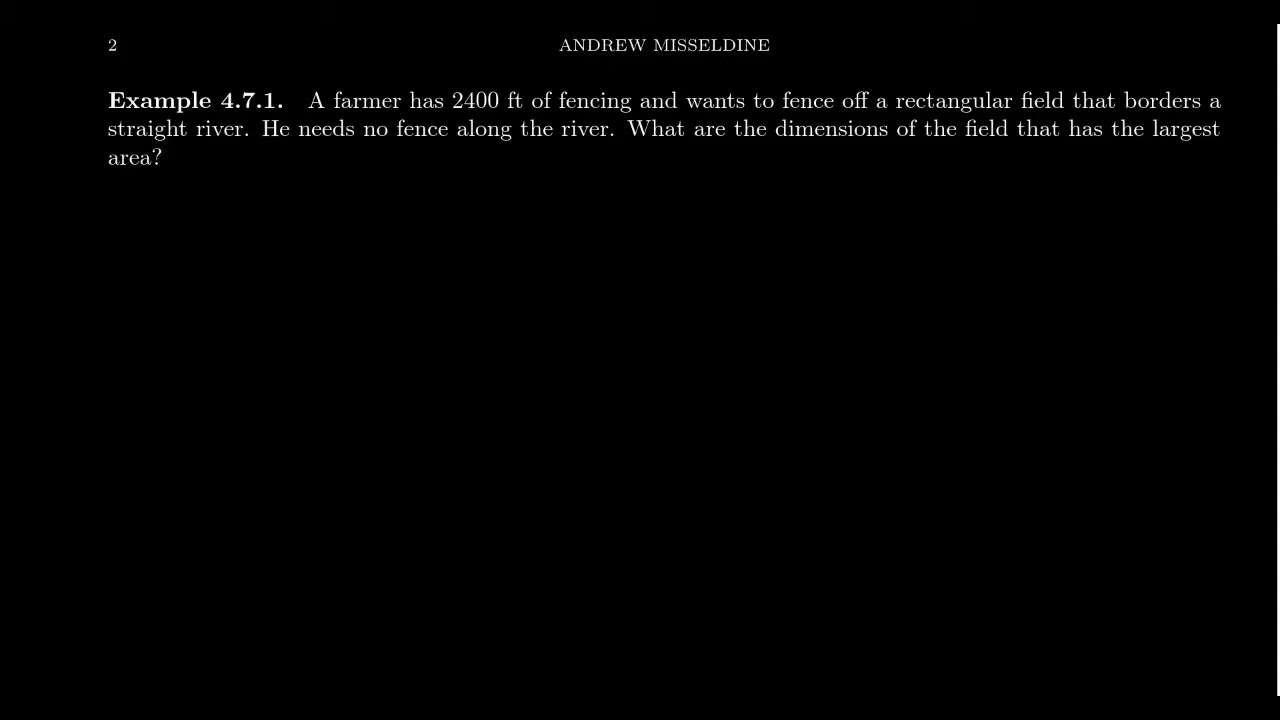 2
ANDREW MISSELDINE
Example 4.7.1. A farmer has 2400 ft of fencing and wants to fence off a rectangular field that borders a
straight river. He needs no fence along the river. What are the dimensions of the field that has the largest
area?